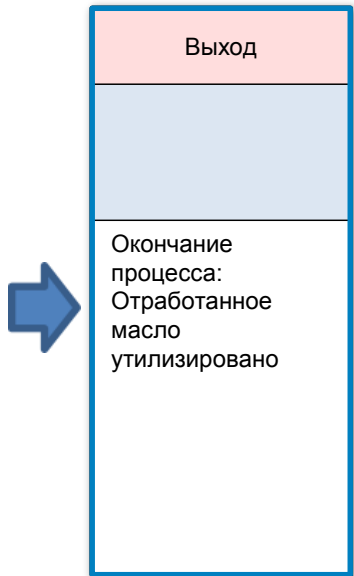 Выход
Окончание
процесса:
Отработанное
масло
утилизировано